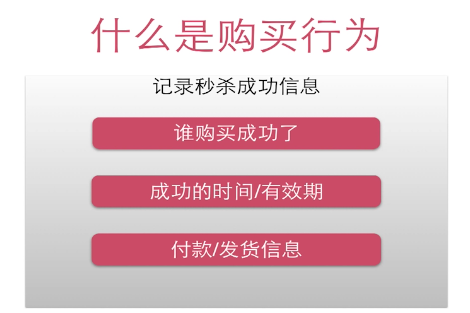 什么是购买行为
记录秒杀成功信息
谁购买成功了
成功的时间/有效期
付款/发货信息